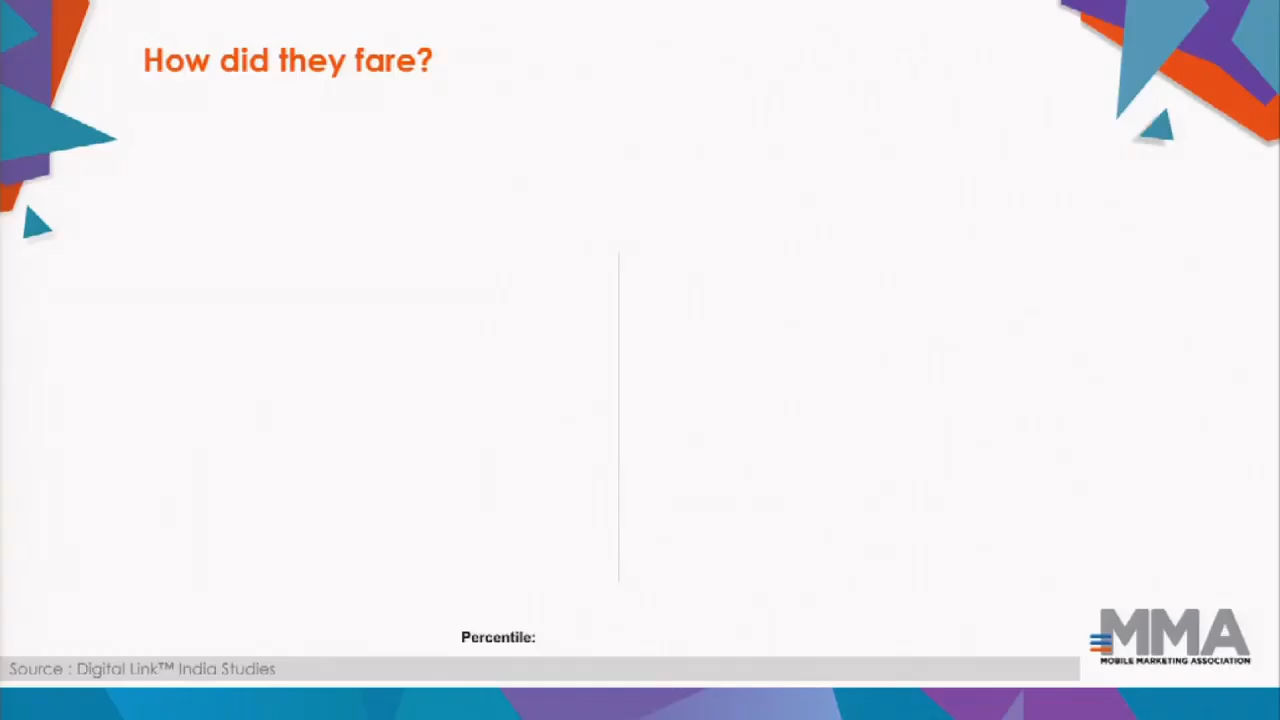 How did they fare?
Percentile:
Source : Digital Link™ India Studies
MMA
MOBILE MARKETING ASSOCIATION